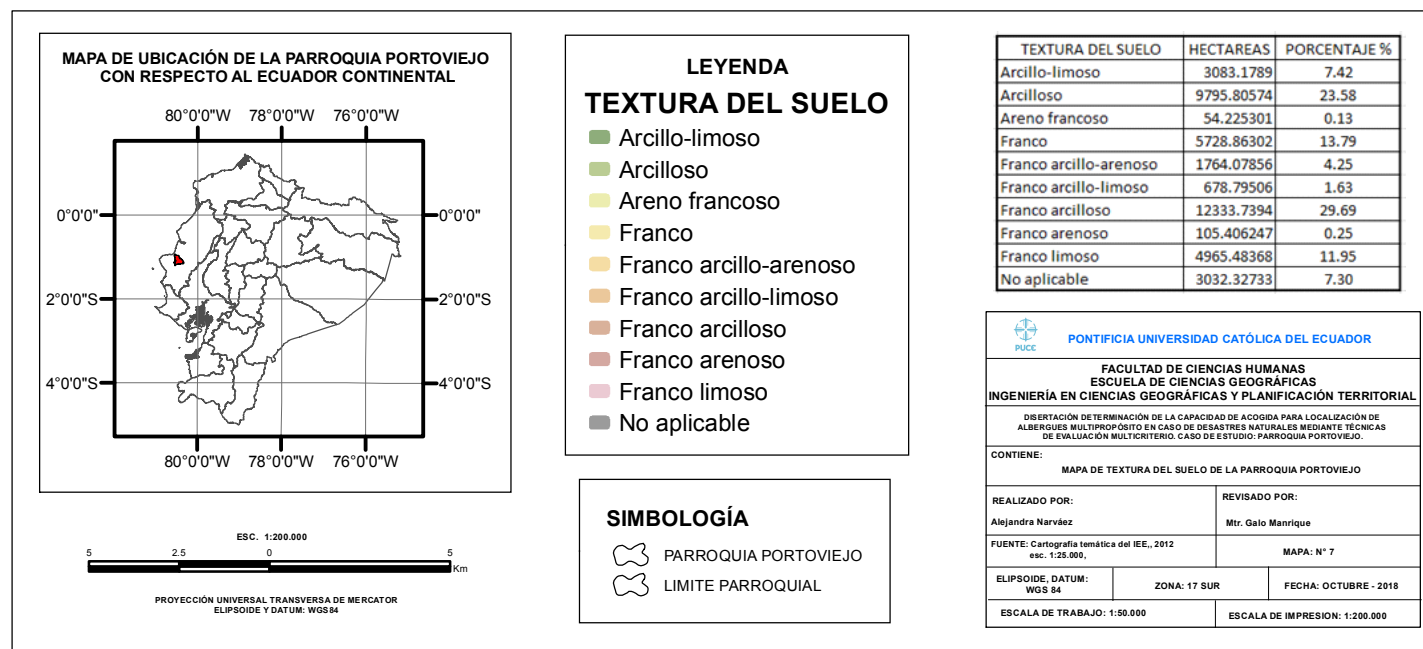 MAPA DE UBICACIÓN DE LA PARROQUIA PORTOVIEJO
CON RESPECTO AL ECUADOR CONTINENTAL
80°0'0"W 78°0'0"W 76°0'0"W
0°0'0" 0°0'0"
2°0'0"S 2°0'0"S
4°0'0"S 4°0'0"S
80°0'0"W 78°0'0"W 76°0'0"W
ESC. 1:200.000
5 2.5 0 5
Km
PROYECCIÓN UNIVERSAL TRANSVERSA DE MERCATOR
ELIPSOIDE Y DATUM: WGS84
LEYENDA
TEXTURA DEL SUELO
Arcillo-limoso
Arcilloso
Areno francoso
Franco
Franco arcillo-arenoso
Franco arcillo-limoso
Franco arcilloso
Franco arenoso
Franco limoso
No aplicable
SIMBOLOGÍA
PARROQUIA PORTOVIEJO
LIMITE PARROQUIAL
TEXTURA DEL SUELO HECTAREAS PORCENTAJE %
Arcillo-limoso 3083.1789 7.42
Arcilloso 9795.80574 23.58
Areno francoso 54.225301 0.13
Franco 5728.86302 13.79
Franco arcillo-arenoso 1764.07856 4.25
Franco arcillo-limoso 678.79506 1.63
Franco arcilloso 12333.7394 29.69
Franco arenoso 105.406247 0.25
Franco limoso 4965.48368 11.95
No aplicable 3032.32733 7.30
PUCE
PONTIFICIA UNIVERSIDAD CATÓLICA DEL ECUADOR
FACULTAD DE CIENCIAS HUMANAS
ESCUELA DE CIENCIAS GEOGRÁFICAS
INGENIERÍA EN CIENCIAS GEOGRÁFICAS Y PLANIFICACIÓN TERRITORIAL
DISERTACIÓN DETERMINACIÓN DE LA CAPACIDAD DE ACOGIDA PARA LOCALIZACIÓN DE
ALBERGUES MULTIPROPÓSITO EN CASO DE DESASTRES NATURALES MEDIANTE TÉCNICAS
DE EVALUACIÓN MULTICRITERIO. CASO DE ESTUDIO: PARROQUIA PORTOVIEJO.
CONTIENE:
MAPA DE TEXTURA DEL SUELO DE LA PARROQUIA PORTOVIEJO
REALIZADO POR: REVISADO POR:
Alejandra Narváez Mtr. Galo Manrique
FUENTE: Cartografía temática del IEE,, 2012
esc. 1:25.000,
MAPA: N° 7
ELIPSOIDE, DATUM:
WGS 84
ZONA: 17 SUR
FECHA: OCTUBRE - 2018
ESCALA DE TRABAJO: 1:50.000
ESCALA DE IMPRESION: 1:200.000